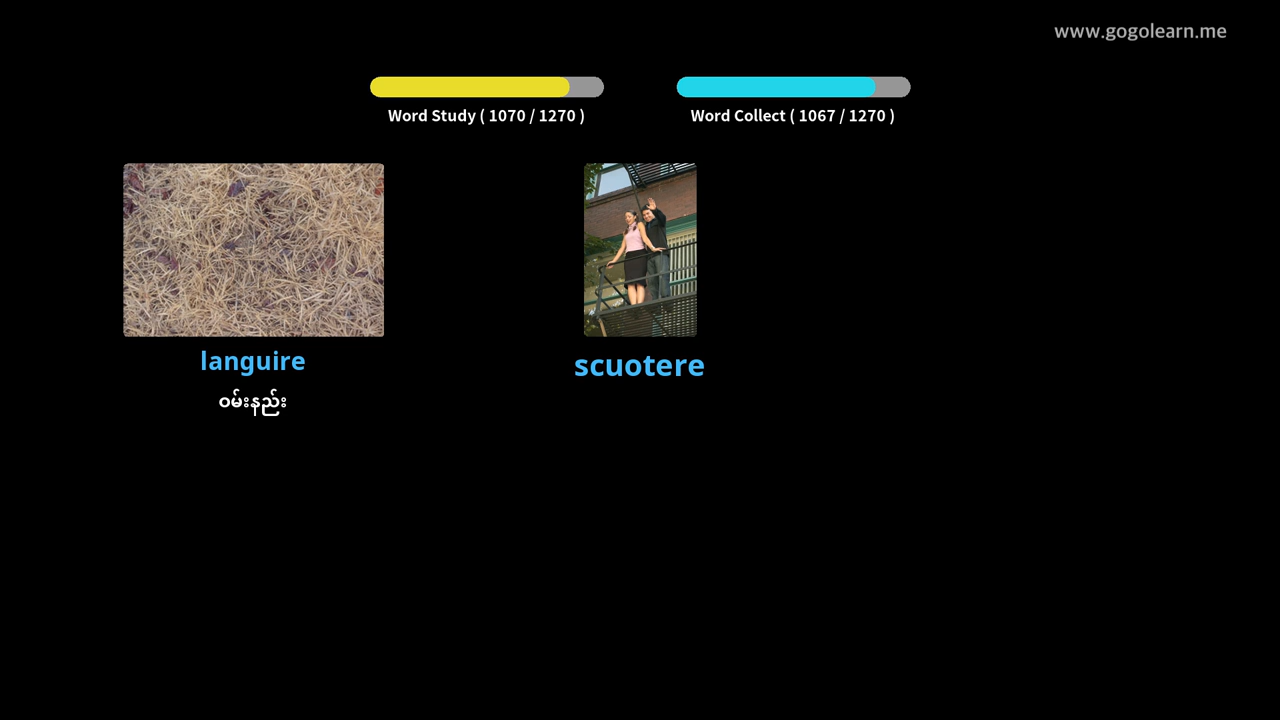 www.gogolearn.me
Word Study ( 1070 / 1270 )
Word Collect ( 1067 / 1270 )
languire
ဝမ်းနည်း
scuotere